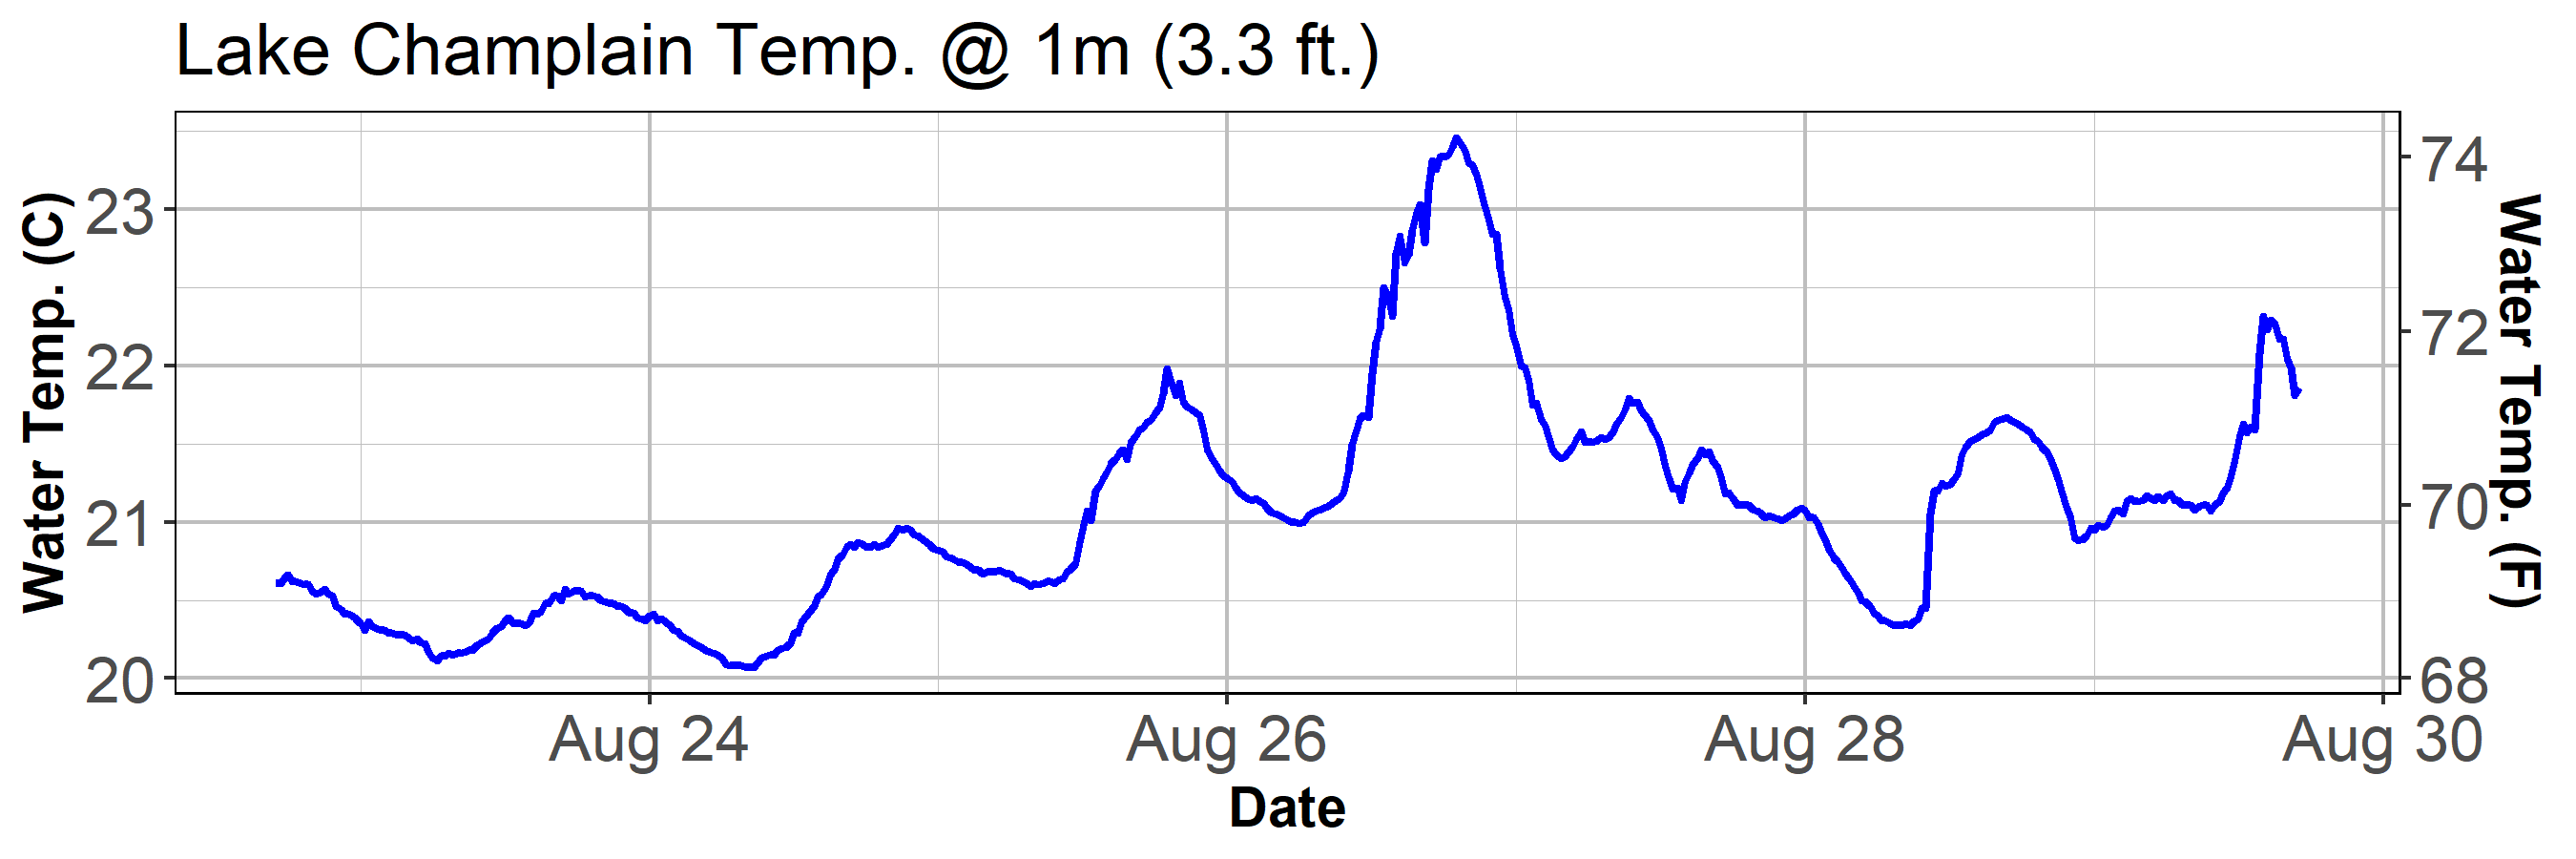 Lake Champlain Temp. @ 1m (3.3 ft.)
Water Temp. (C)
23
22
21
20
74
72
70
68
Water Temp. (F)
Aug 24
Aug 26
Aug 28
Aug 30
Date